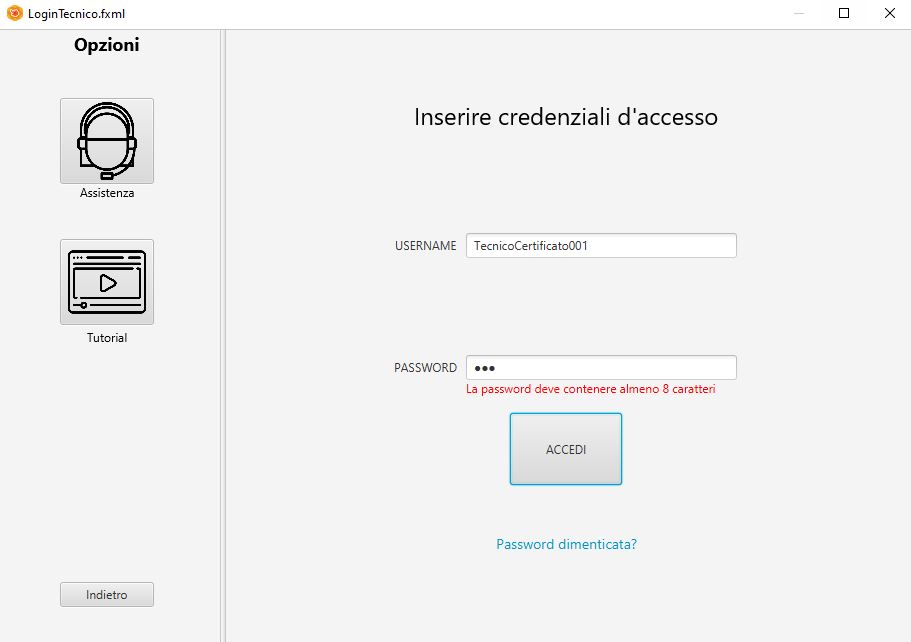 LoginTecnico.fxml
Opzioni
Assistenza
Tutorial
Indietro
Inserire credenziali d'accesso
USERNAME TecnicoCertificato001
PASSWORD •••
La password deve contenere almeno 8 caratteri
ACCEDI
Password dimenticata?